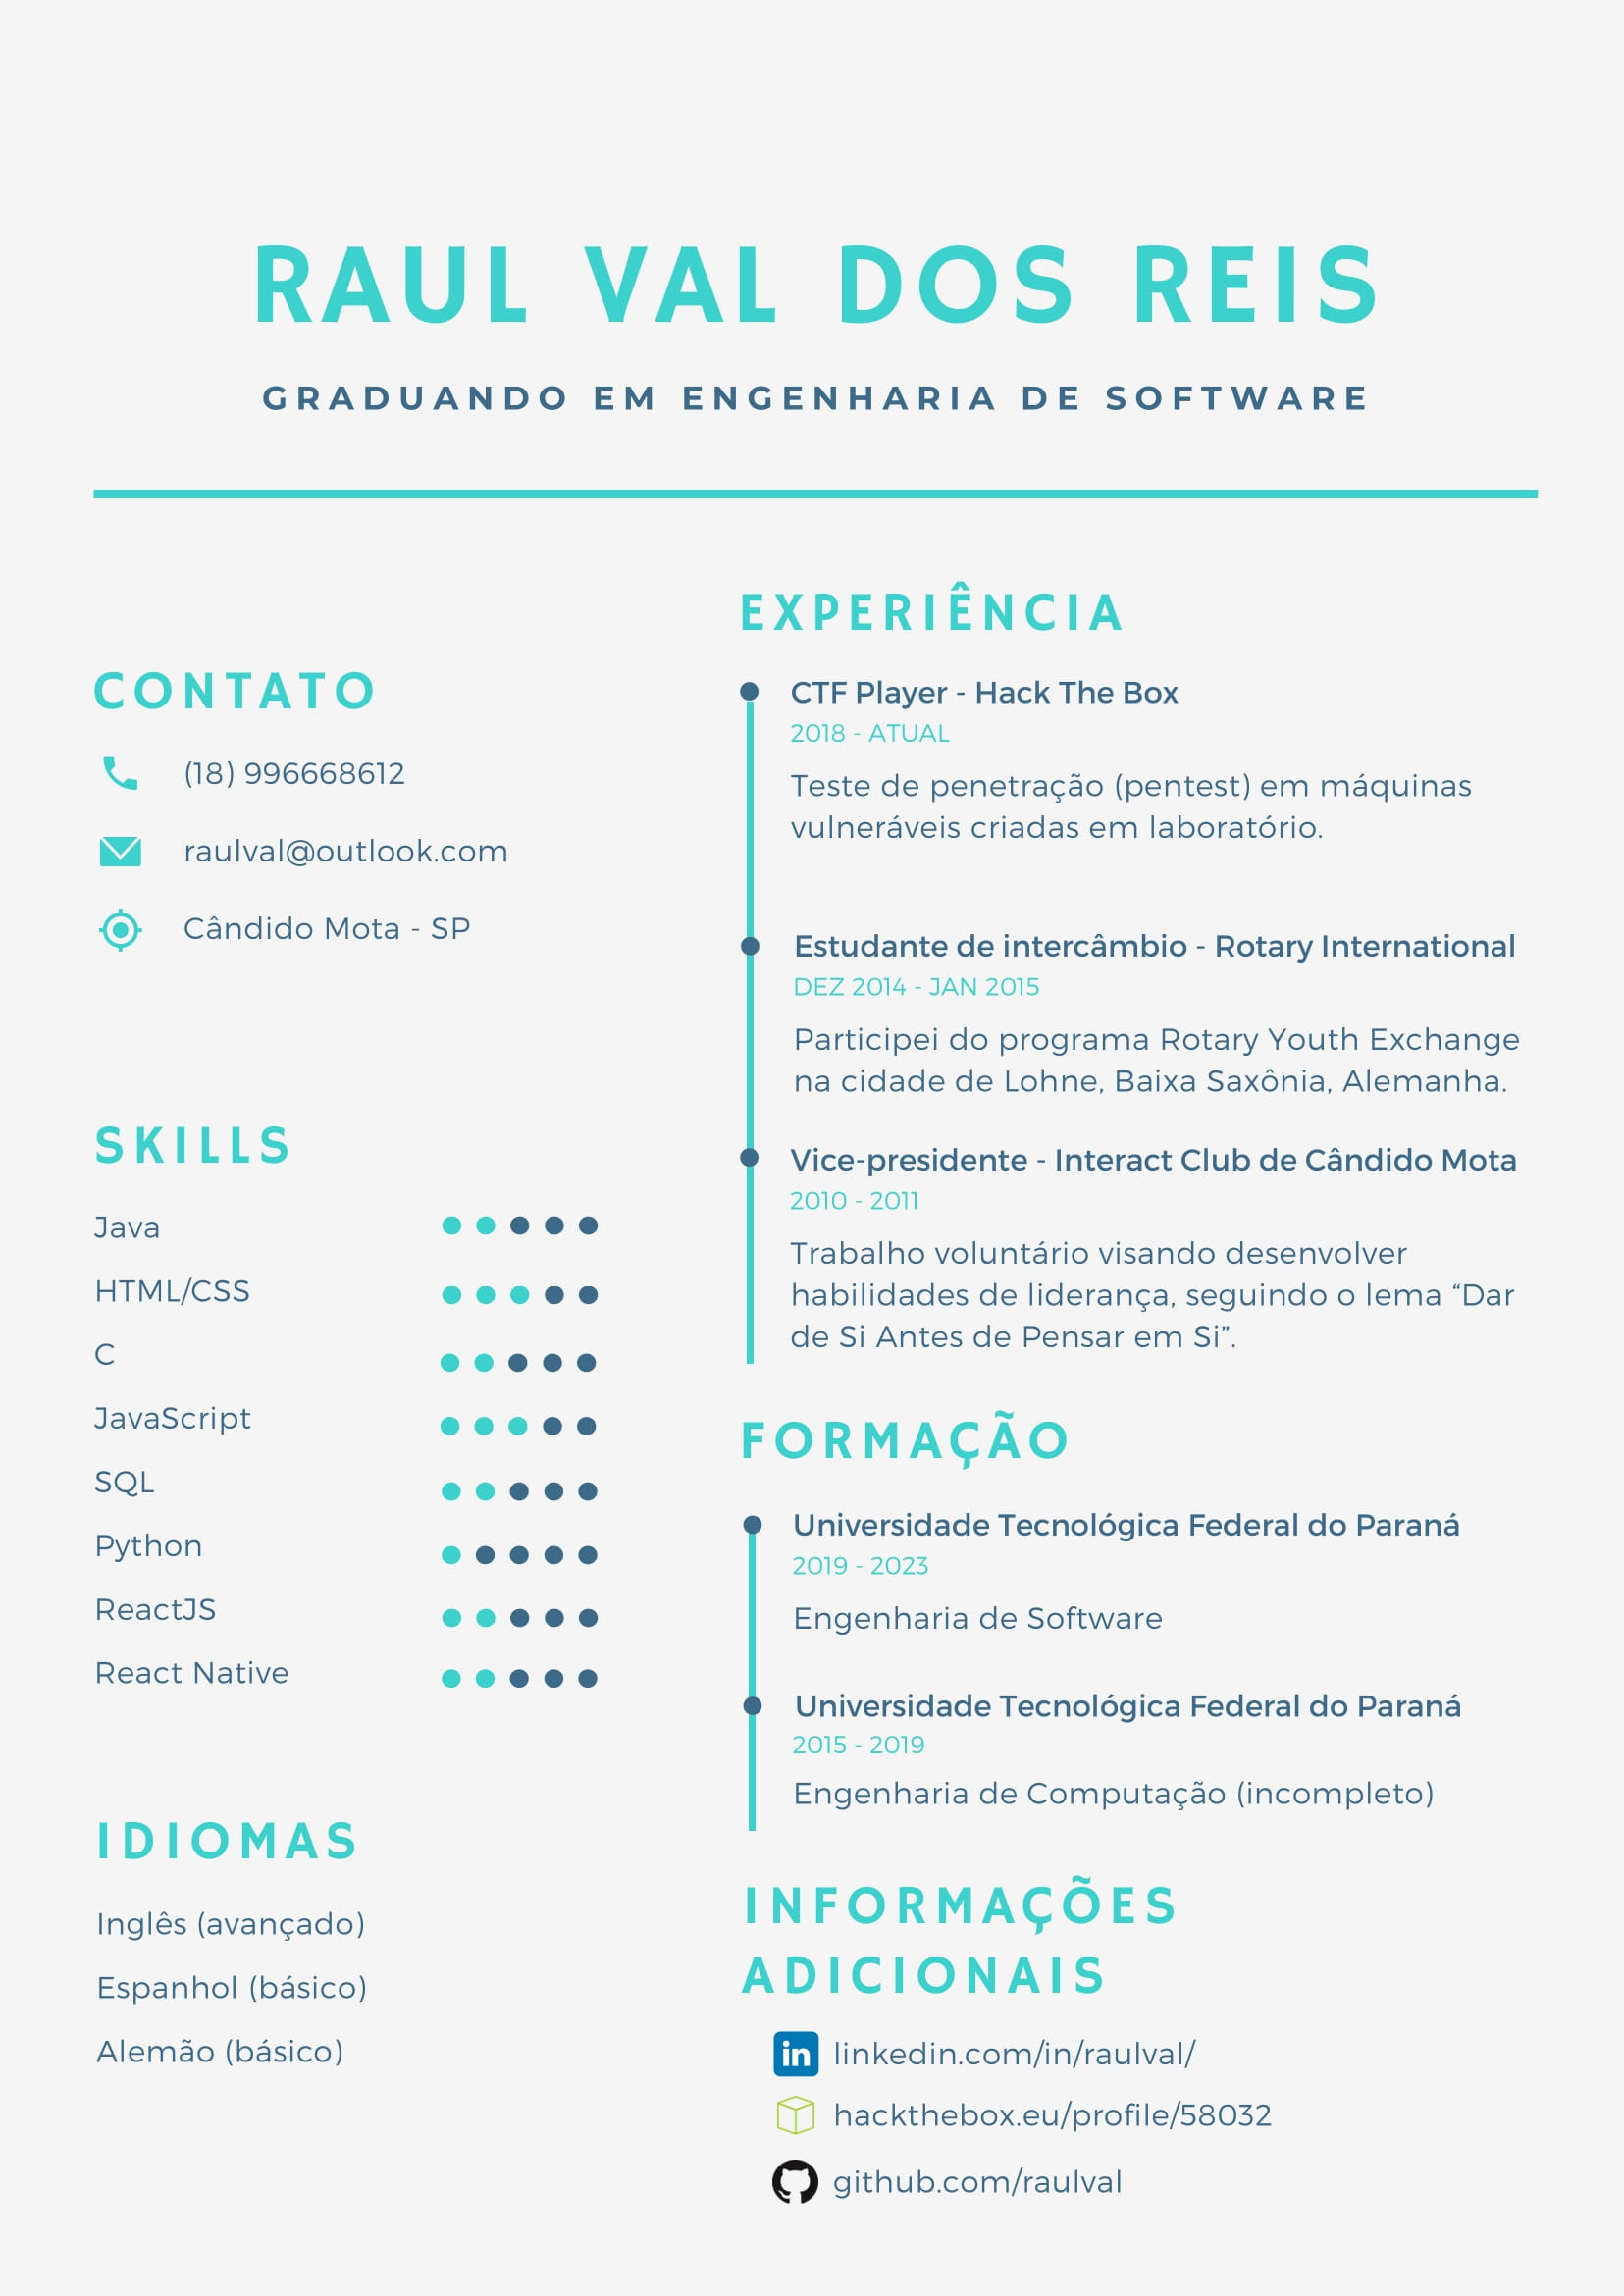 RAUL VAL DOS REIS
GRADUANDO EM ENGENHARIA DE SOFTWARE
CONTATO
(18) 996668612
raulval@outlook.com
Cândido Mota - SP
SKILLS
Java
HTML/CSS
C
JavaScript
SQL
Python
ReactJS
React Native
IDIOMAS
Inglês (avançado)
Espanhol (básico)
Alemão (básico)
EXPERIÊNCIA
CTF Player - Hack The Box
2018 - ATUAL
Teste de penetração (pentest) em máquinas
vulneráveis criadas em laboratório.
Estudante de intercâmbio - Rotary International
DEZ 2014 - JAN 2015
Participei do programa Rotary Youth Exchange
na cidade de Lohne, Baixa Saxônia, Alemanha.
Vice-presidente - Interact Club de Cândido Mota
2010 - 2011
Trabalho voluntário visando desenvolver
habilidades de liderança, seguindo o lema “Dar
de Si Antes de Pensar em Si”.
FORMAÇÃO
Universidade Tecnológica Federal do Paraná
2019 - 2023
Engenharia de Software
Universidade Tecnológica Federal do Paraná
2015 - 2019
Engenharia de Computação (incompleto)
INFORMAÇÕES
ADICIONAIS
in linkedin.com/in/raulval/
hackthebox.eu/profile/58032
github.com/raulval